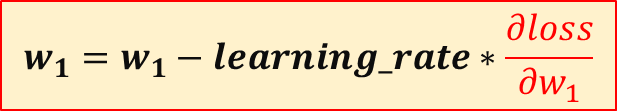 w₁ = w₁ − learning_rate * ∂loss/∂w₁